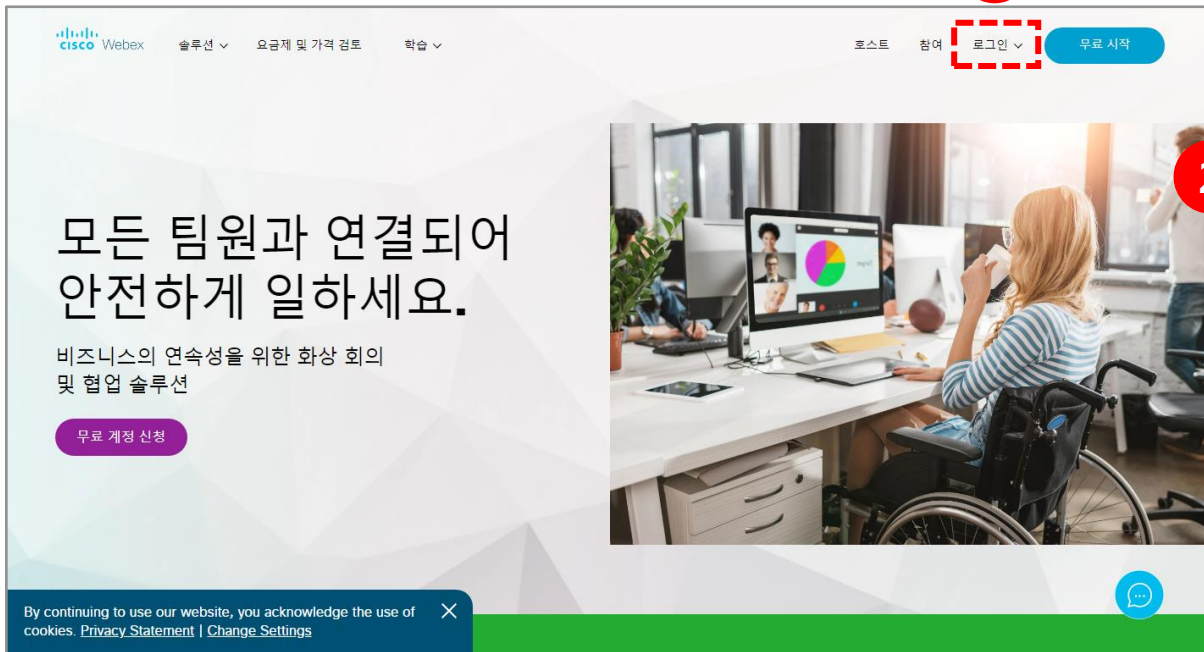 CISCO Webex
솔루션
요금제 및 가격 검토
학습
호스트
참여
로그인
무료 시작
2
모든 팀원과 연결되어
안전하게 일하세요.
비즈니스의 연속성을 위한 화상 회의
및 협업 솔루션
무료 계정 신청
By continuing to use our website, you acknowledge the use of
cookies. Privacy Statement | Change Settings